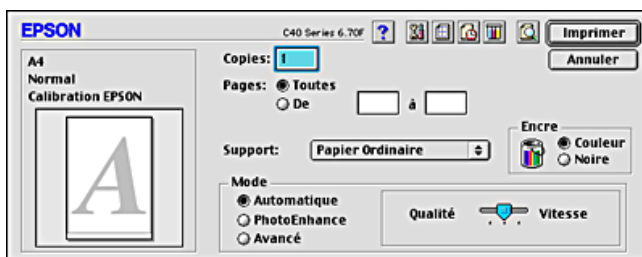 EPSON
C40 Series 6.70F
?
Imprimer
Annuler
A4
Normal
Calibration EPSON
A
Copies: 1
Pages: Toutes
De à
Support: Papier Ordinaire
Encre
Couleur
Noire
Mode
Automatique
PhotoEnhance
Avancé
Qualité Vitesse